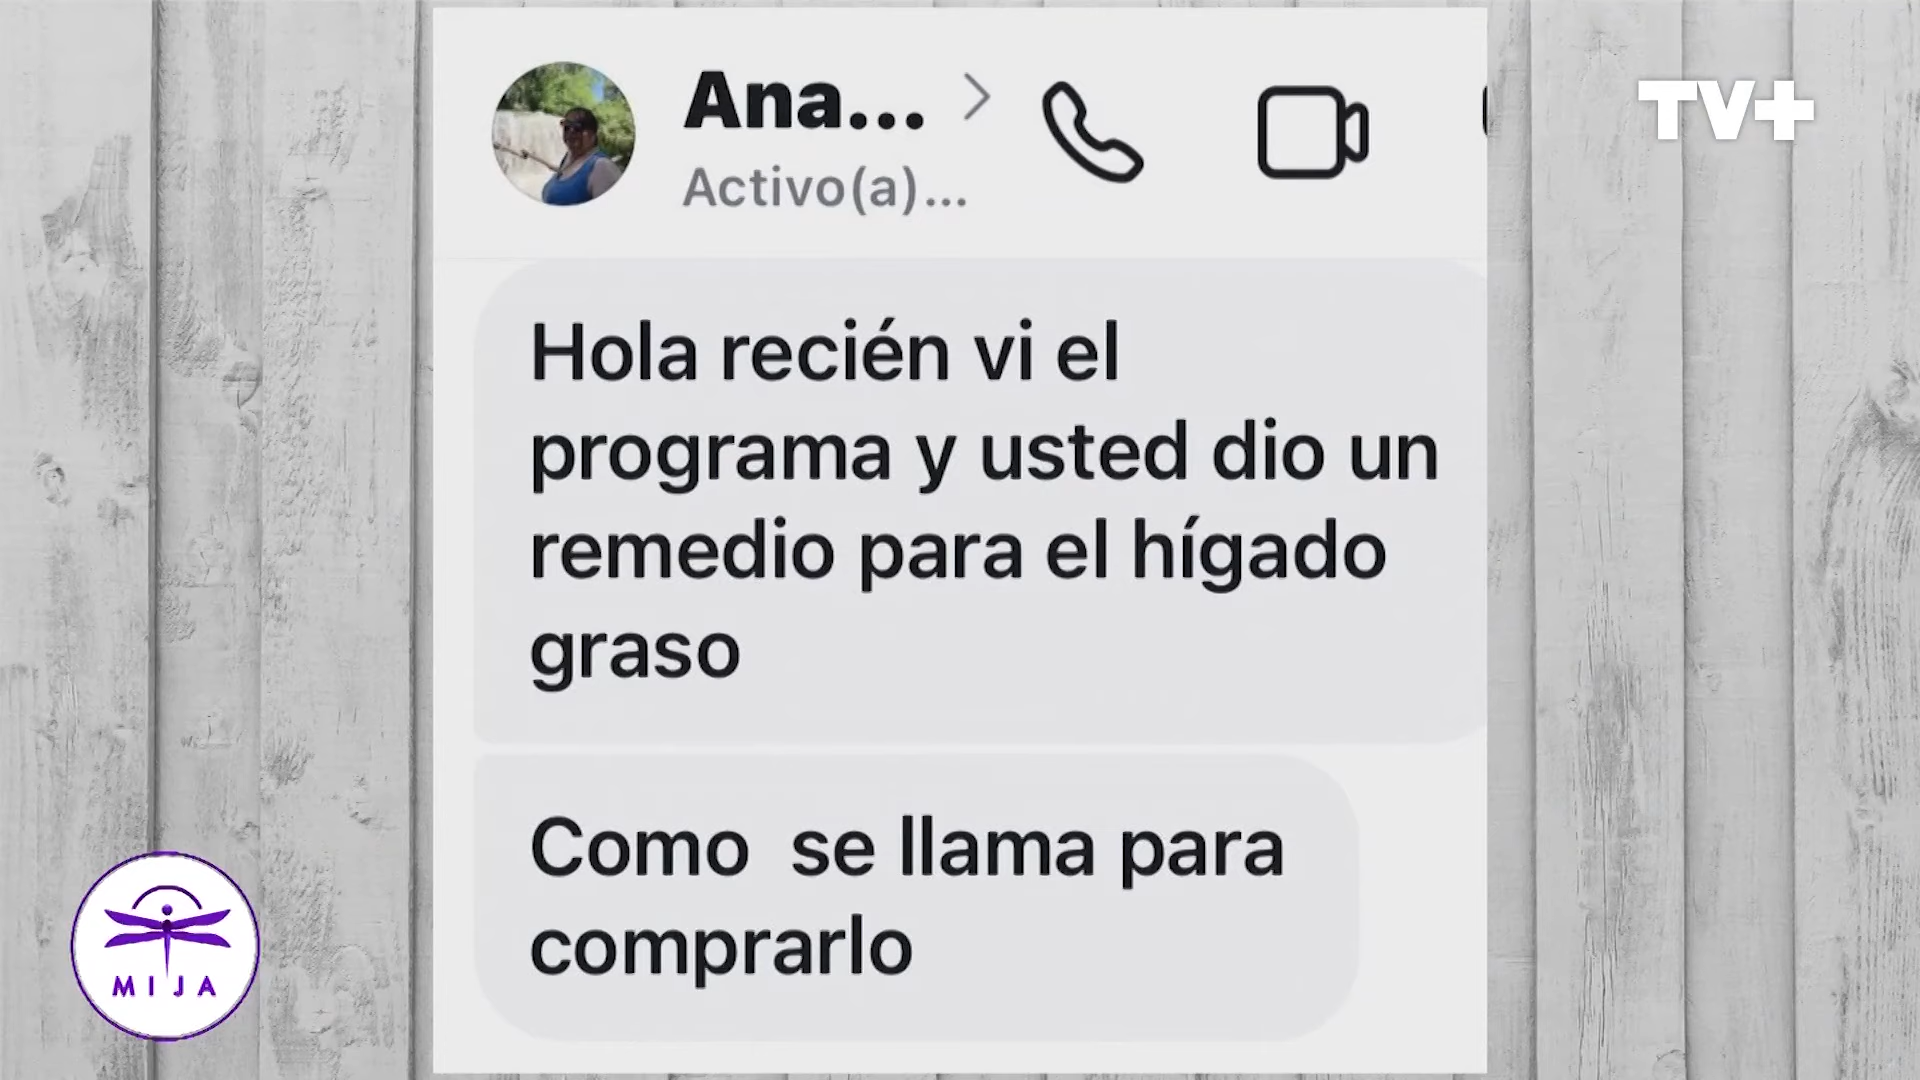 Ana...
TV+
Activo(a)...
Hola recién vi el
programa y usted dio un
remedio para el hígado
graso
Como  se llama para
comprarlo
MIJA